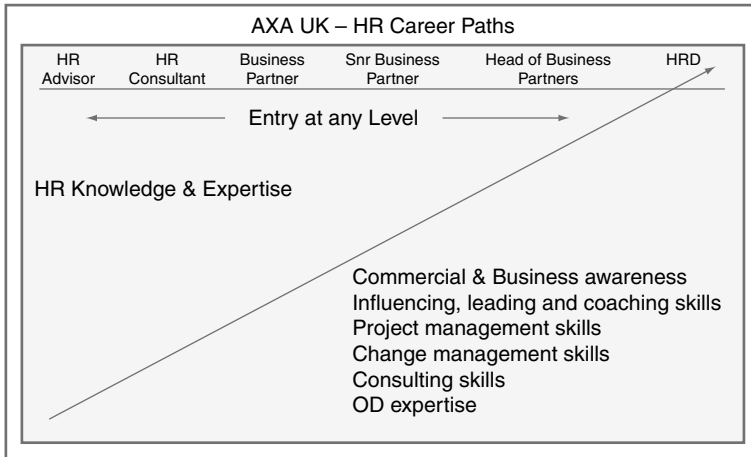 AXA UK – HR Career Paths
HR Advisor
HR Consultant
Business Partner
Snr Business Partner
Head of Business Partners
HRD
Entry at any Level
HR Knowledge & Expertise
Commercial & Business awareness
Influencing, leading and coaching skills
Project management skills
Change management skills
Consulting skills
OD expertise